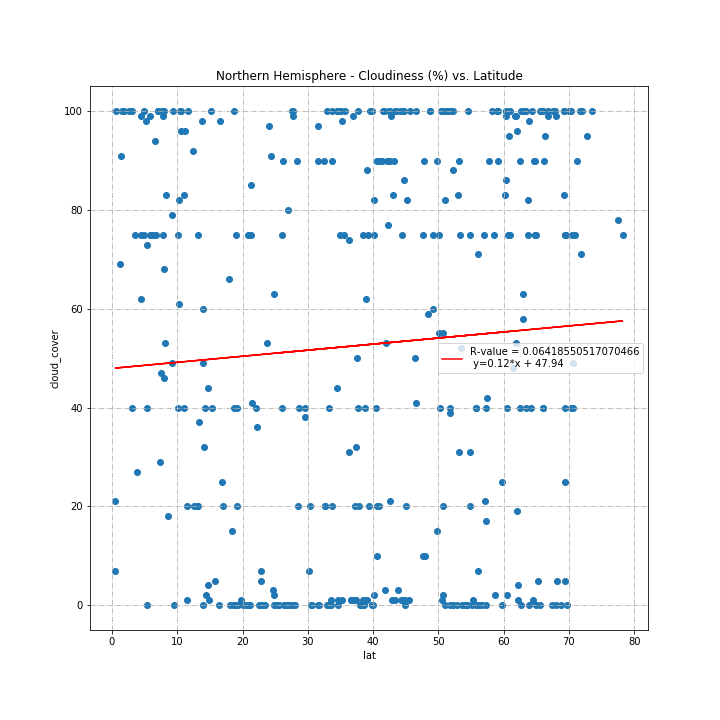 Northern Hemisphere - Cloudiness (%) vs. Latitude
100
80
60
40
20
0
cloud_cover
R-value = 0.06418550517070466
y=0.12*x + 47.94
0 10 20 30 40 50 60 70 80
lat